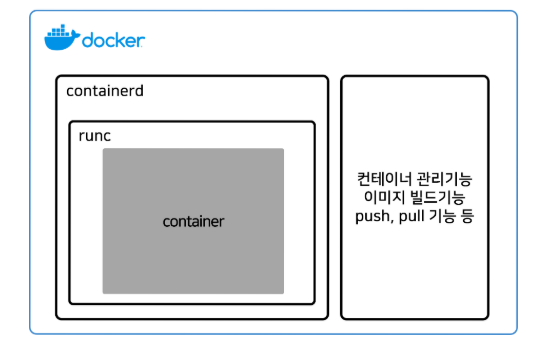 docker
containerd
runc
container
컨테이너 관리기능
이미지 빌드기능
push, pull 기능 등